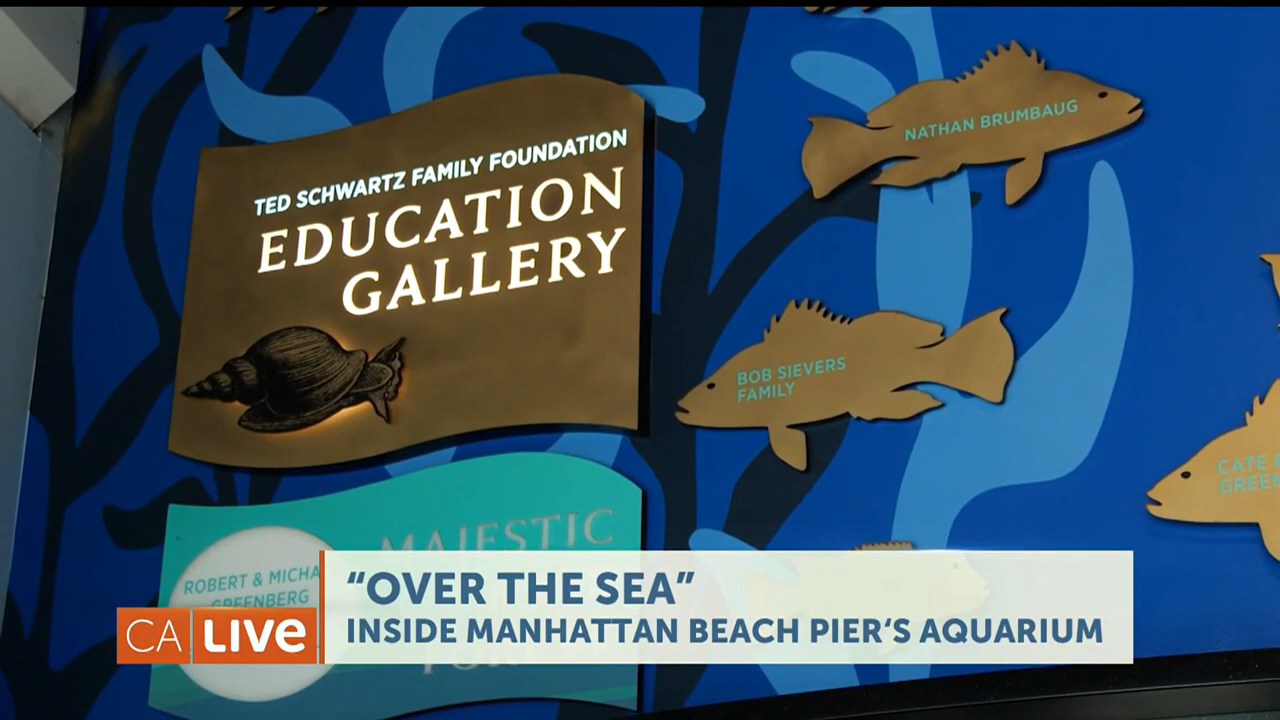 TED SCHWARTZ FAMILY FOUNDATION
EDUCATION
GALLERY
NATHAN BRUMBAUG
BOB SIEVERS
FAMILY
CATE
GREEN
MAJESTIC
ROBERT & MICHA
GREENBERG
"OVER THE SEA"
INSIDE MANHATTAN BEACH PIER'S AQUARIUM
CA LIVE